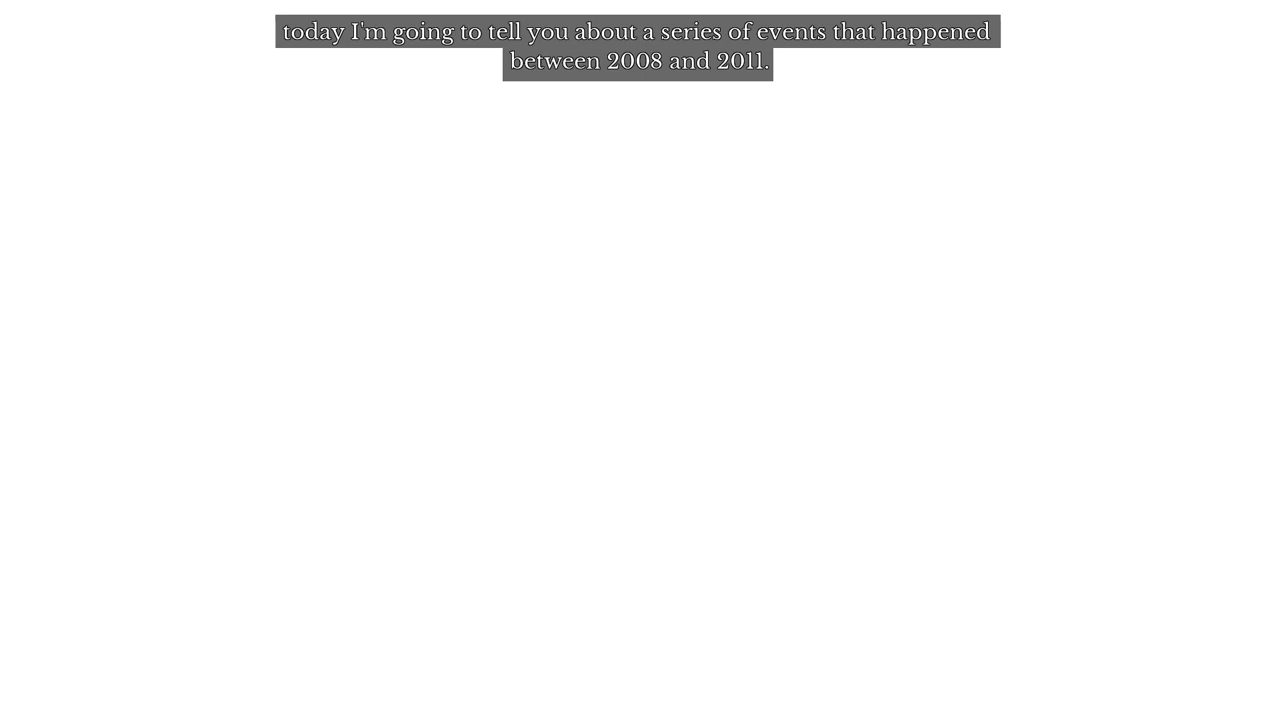 today I'm going to tell you about a series of events that happened
between 2008 and 2011.